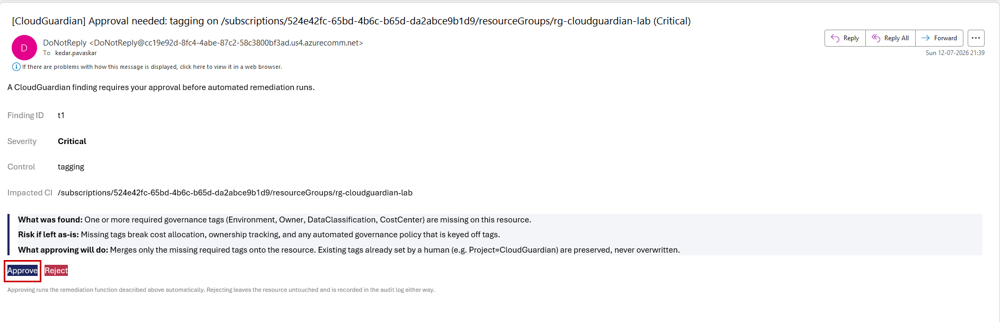 [CloudGuardian] Approval needed: tagging on /subscriptions/524e42fc-65bd-4b6c-b65d-da2abce9b1d9/resourceGroups/rg-cloudguardian-lab (Critical)
D
DoNotReply <DoNotReply@cc19e92d-8fc4-4abe-87c2-58c3800bf3ad.us4.azurecomm.net>
To kedar.pavaskar
Reply Reply All Forward
Sun 12-07-2026 21:39
If there are problems with how this message is displayed, click here to view it in a web browser.
A CloudGuardian finding requires your approval before automated remediation runs.
Finding ID t1
Severity Critical
Control tagging
Impacted CI /subscriptions/524e42fc-65bd-4b6c-b65d-da2abce9b1d9/resourceGroups/rg-cloudguardian-lab
What was found: One or more required governance tags (Environment, Owner, DataClassification, CostCenter) are missing on this resource.
Risk if left as-is: Missing tags break cost allocation, ownership tracking, and any automated governance policy that is keyed off tags.
What approving will do: Merges only the missing required tags onto the resource. Existing tags already set by a human (e.g. Project=CloudGuardian) are preserved, never overwritten.
Approve Reject
Approving runs the remediation function described above automatically. Rejecting leaves the resource untouched and is recorded in the audit log either way.